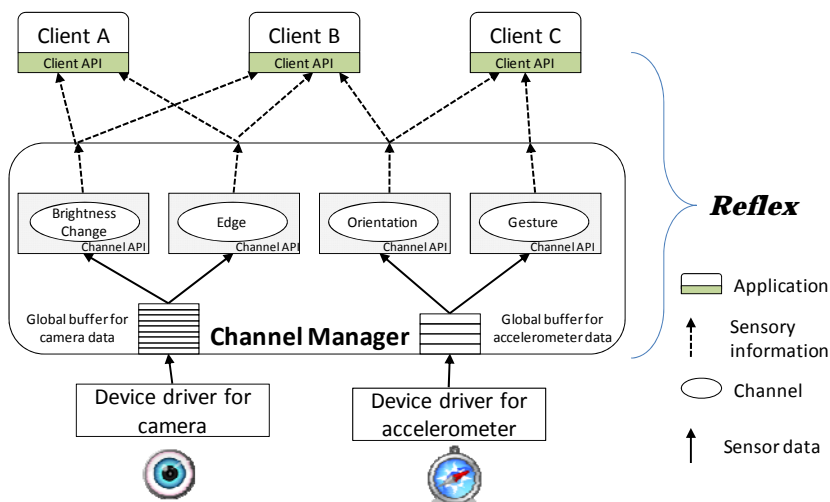 Client A
Client API
Client B
Client API
Client C
Client API
Brightness
Change
Channel API
Edge
Channel API
Orientation
Channel API
Gesture
Channel API
Global buffer for
camera data
Channel Manager
Global buffer for
accelerometer data
Device driver for
camera
Device driver for
accelerometer
Reflex
Application
Sensory
information
Channel
Sensor data